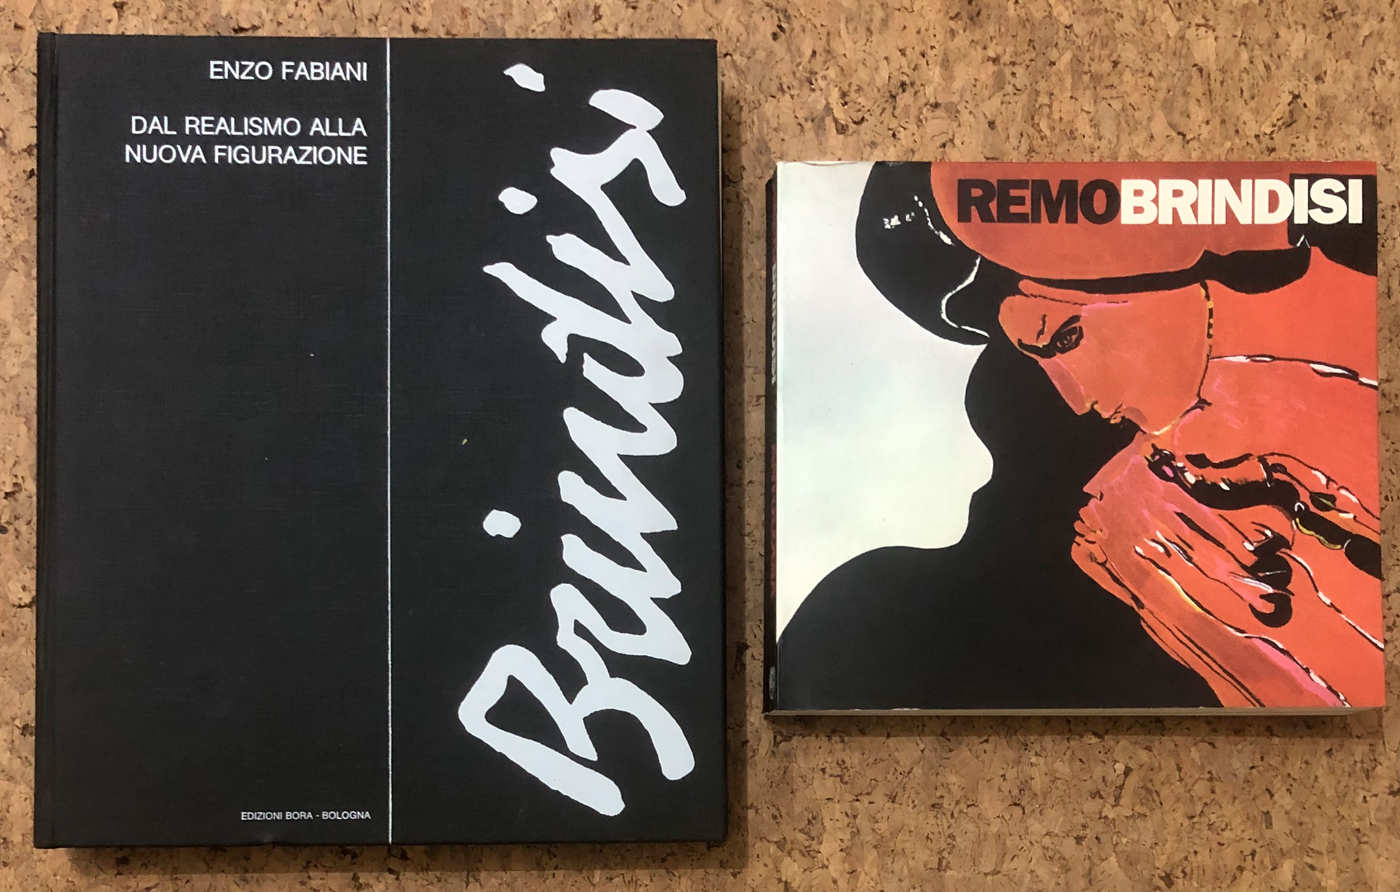 ENZO FABIANI
DAL REALISMO ALLA
NUOVA FIGURAZIONE
Brindisi
EDIZIONI BORA - BOLOGNA
REMOBRINDISI